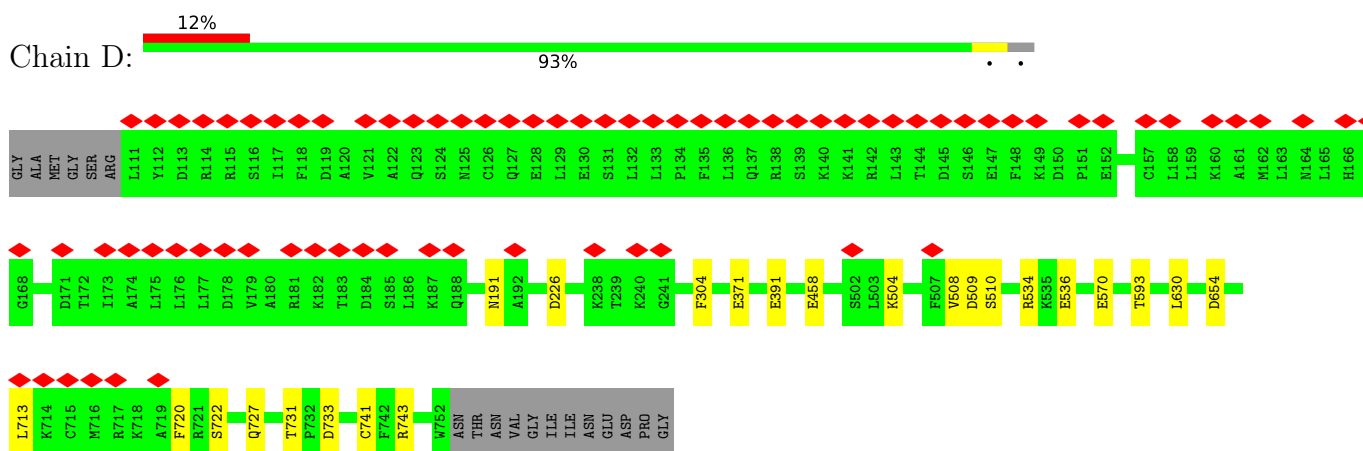 12%
Chain D:
93%
• •
GLY ALA MET GLY SER ARG L111 Y112 D113 R114 R115 S116 I117 F118 D119 A120 V121 A122 Q123 S124 N125 C126 Q127 E128 L129 E130 S131 L132 L133 P134 F135 L136 Q137 R138 S139 K140 K141 R142 L143 T144 D145 S146 E147 F148 K149 D150 P151 E152 C157 L158 L159 K160 A161 M162 L163 N164 L165 H166
G168 D171 T172 I173 A174 L175 L176 L177 D178 V179 A180 R181 K182 T183 D184 S185 L186 K187 Q188 N191 A192 D226 K238 T239 K240 G241 F304 E371 E391 E458 S502 L503 K504 F507 V508 D509 S510 R534 K535 E536 E570 T593 L630 D654
L713 K714 C715 M716 R717 K718 A719 F720 R721 S722 Q727 T731 P732 D733 C741 F742 R743 W752 ASN THR ASN VAL GLY ILE ILE ASN GLU ASP PRO GLY